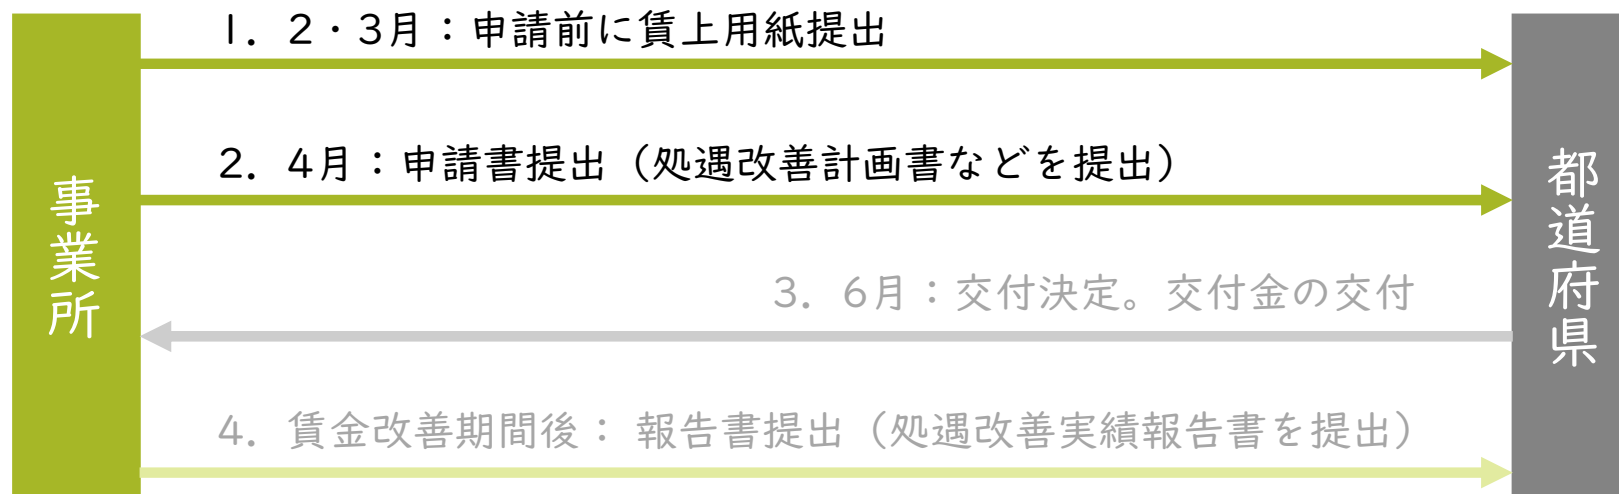 1. 2・3月：申請前に賃上用紙提出
2. 4月：申請書提出（処遇改善計画書などを提出）
事業所
都道府県
3. 6月：交付決定。交付金の交付
4. 賃金改善期間後： 報告書提出（処遇改善実績報告書を提出）